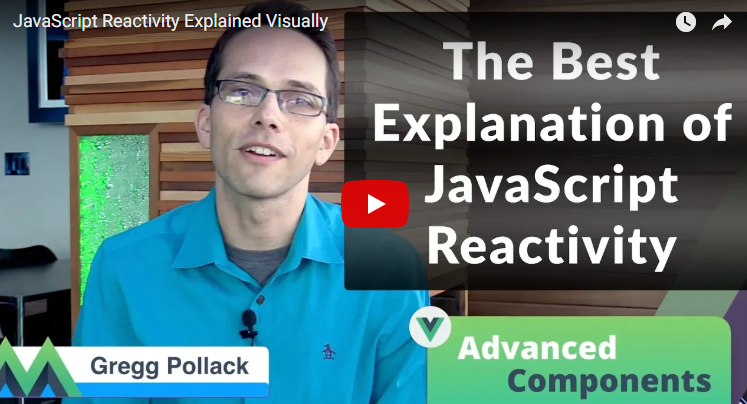 JavaScript Reactivity Explained Visually
The Best
Explanation of
JavaScript
Reactivity
Gregg Pollack
Advanced
Components